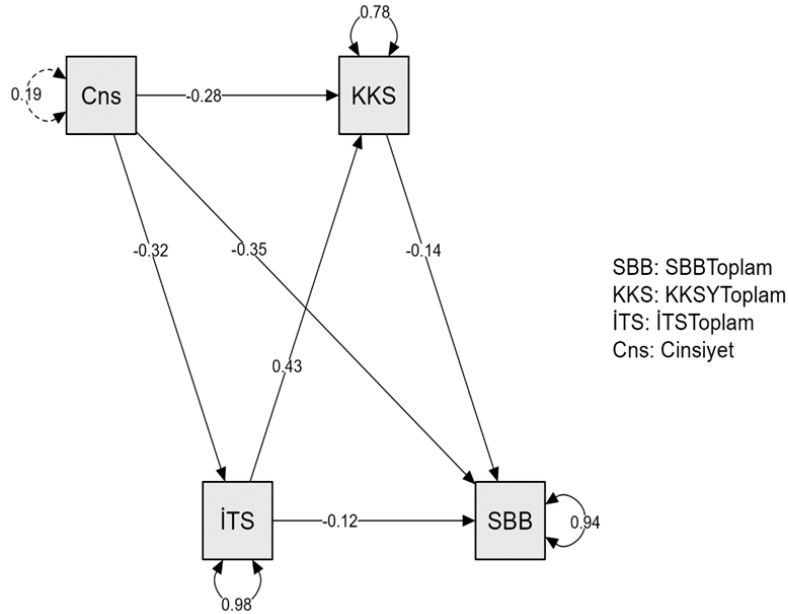 0.78
0.19
Cns
-0.28
KKS
-0.32
-0.35
-0.14
SBB: SBBToplam
KKS: KKSYToplam
İTS: İTSToplam
Cns: Cinsiyet
0.43
İTS
-0.12
SBB
0.94
0.98